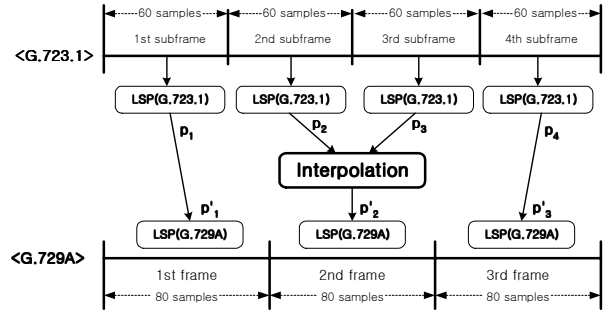 60 samples 60 samples 60 samples 60 samples
1st subframe 2nd subframe 3rd subframe 4th subframe
<G.723.1>
LSP(G.723.1) LSP(G.723.1) LSP(G.723.1) LSP(G.723.1)
p1 p2 p3 p4
Interpolation
p'1 p'2 p'3
LSP(G.729A) LSP(G.729A) LSP(G.729A)
<G.729A>
1st frame 2nd frame 3rd frame
80 samples 80 samples 80 samples